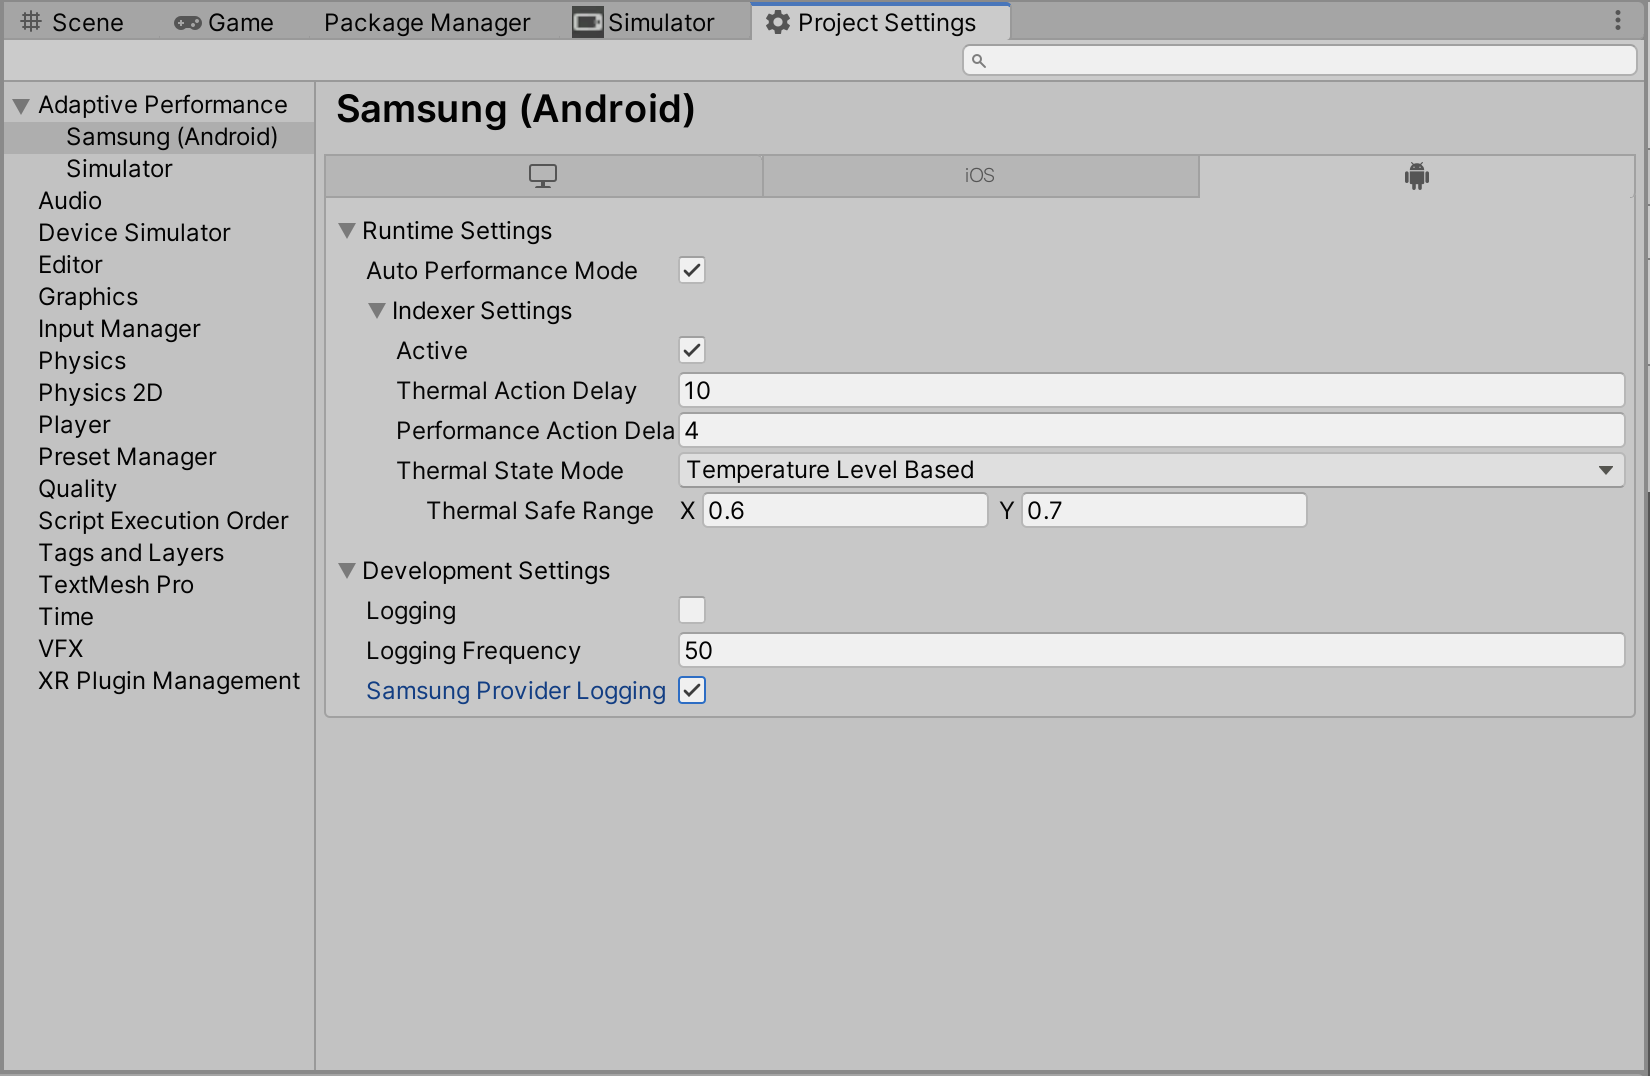 Scene Game Package Manager Simulator Project Settings
Adaptive Performance
Samsung (Android)
Simulator
Audio
Device Simulator
Editor
Graphics
Input Manager
Physics
Physics 2D
Player
Preset Manager
Quality
Script Execution Order
Tags and Layers
TextMesh Pro
Time
VFX
XR Plugin Management
Samsung (Android)
iOS
Runtime Settings
Auto Performance Mode
Indexer Settings
Active
Thermal Action Delay 10
Performance Action Dela 4
Thermal State Mode Temperature Level Based
Thermal Safe Range X 0.6 Y 0.7
Development Settings
Logging
Logging Frequency 50
Samsung Provider Logging